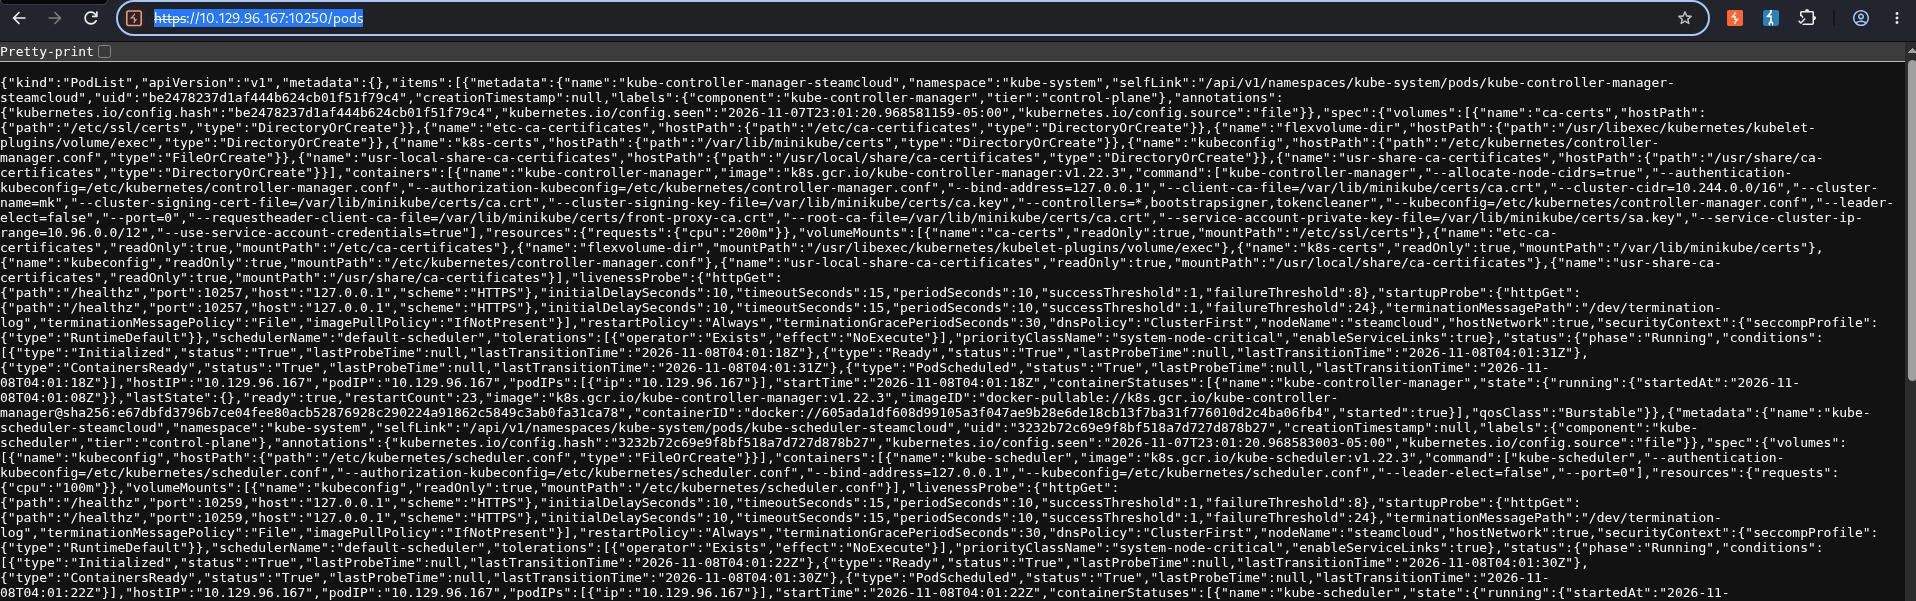 https://10.129.96.167:10250/pods
Pretty-print
{"kind":"PodList","apiVersion":"v1","metadata":{},"items":[{"metadata":{"name":"kube-controller-manager-steamcloud","namespace":"kube-system","selfLink":"/api/v1/namespaces/kube-system/pods/kube-controller-manager-
steamcloud","uid":"be2478237d1af444b624cb01f51f79c4","creationTimestamp":null,"labels":{"component":"kube-controller-manager","tier":"control-plane"},"annotations":
{"kubernetes.io/config.hash":"be2478237d1af444b624cb01f51f79c4","kubernetes.io/config.seen":"2026-11-07T23:01:20.968581159-05:00","kubernetes.io/config.source":"file"}},"spec":{"volumes":[{"name":"ca-certs","hostPath":
{"path":"/etc/ssl/certs","type":"DirectoryOrCreate"}},{"name":"etc-ca-certificates","hostPath":{"path":"/etc/ca-certificates","type":"DirectoryOrCreate"}},{"name":"flexvolume-dir","hostPath":{"path":"/usr/libexec/kubernetes/kubelet-
plugins/volume/exec","type":"DirectoryOrCreate"}},{"name":"k8s-certs","hostPath":{"path":"/var/lib/minikube/certs","type":"DirectoryOrCreate"}},{"name":"kubeconfig","hostPath":{"path":"/etc/kubernetes/controller-
manager.conf","type":"FileOrCreate"}},{"name":"usr-local-share-ca-certificates","hostPath":{"path":"/usr/local/share/ca-certificates","type":"DirectoryOrCreate"}},{"name":"usr-share-ca-certificates","hostPath":{"path":"/usr/share/ca-
certificates","type":"DirectoryOrCreate"}}],"containers":[{"name":"kube-controller-manager","image":"k8s.gcr.io/kube-controller-manager:v1.22.3","command":["kube-controller-manager","--allocate-node-cidrs=true","--authentication-
kubeconfig=/etc/kubernetes/controller-manager.conf","--authorization-kubeconfig=/etc/kubernetes/controller-manager.conf","--bind-address=127.0.0.1","--client-ca-file=/var/lib/minikube/certs/ca.crt","--cluster-cidr=10.244.0.0/16","--cluster-
name=mk","--cluster-signing-cert-file=/var/lib/minikube/certs/ca.crt","--cluster-signing-key-file=/var/lib/minikube/certs/ca.key","--controllers=*,bootstrapsigner,tokencleaner","--kubeconfig=/etc/kubernetes/controller-manager.conf","--leader-
elect=false","--port=0","--requestheader-client-ca-file=/var/lib/minikube/certs/front-proxy-ca.crt","--root-ca-file=/var/lib/minikube/certs/ca.crt","--service-account-private-key-file=/var/lib/minikube/certs/sa.key","--service-cluster-ip-
range=10.96.0.0/12","--use-service-account-credentials=true"],"resources":{"requests":{"cpu":"200m"}},"volumeMounts":[{"name":"ca-certs","readOnly":true,"mountPath":"/etc/ssl/certs"},{"name":"etc-ca-
certificates","readOnly":true,"mountPath":"/etc/ca-certificates"},{"name":"flexvolume-dir","mountPath":"/usr/libexec/kubernetes/kubelet-plugins/volume/exec"},{"name":"k8s-certs","readOnly":true,"mountPath":"/var/lib/minikube/certs"},
{"name":"kubeconfig","readOnly":true,"mountPath":"/etc/kubernetes/controller-manager.conf"},{"name":"usr-local-share-ca-certificates","readOnly":true,"mountPath":"/usr/local/share/ca-certificates"},{"name":"usr-share-ca-
certificates","readOnly":true,"mountPath":"/usr/share/ca-certificates"}],"livenessProbe":{"httpGet":
{"path":"/healthz","port":10257,"host":"127.0.0.1","scheme":"HTTPS"},"initialDelaySeconds":10,"timeoutSeconds":15,"periodSeconds":10,"successThreshold":1,"failureThreshold":8},"startupProbe":{"httpGet":
{"path":"/healthz","port":10257,"host":"127.0.0.1","scheme":"HTTPS"},"initialDelaySeconds":10,"timeoutSeconds":15,"periodSeconds":10,"successThreshold":1,"failureThreshold":24},"terminationMessagePath":"/dev/termination-
log","terminationMessagePolicy":"File","imagePullPolicy":"IfNotPresent"}],"restartPolicy":"Always","terminationGracePeriodSeconds":30,"dnsPolicy":"ClusterFirst","nodeName":"steamcloud","hostNetwork":true,"securityContext":{"seccompProfile":
{"type":"RuntimeDefault"}},"schedulerName":"default-scheduler","tolerations":[{"operator":"Exists","effect":"NoExecute"}],"priorityClassName":"system-node-critical","enableServiceLinks":true},"status":{"phase":"Running","conditions":
[{"type":"Initialized","status":"True","lastProbeTime":null,"lastTransitionTime":"2026-11-08T04:01:18Z"},{"type":"Ready","status":"True","lastProbeTime":null,"lastTransitionTime":"2026-11-08T04:01:31Z"},
{"type":"ContainersReady","status":"True","lastProbeTime":null,"lastTransitionTime":"2026-11-08T04:01:31Z"},{"type":"PodScheduled","status":"True","lastProbeTime":null,"lastTransitionTime":"2026-11-
08T04:01:18Z"}],"hostIP":"10.129.96.167","podIP":"10.129.96.167","podIPs":[{"ip":"10.129.96.167"}],"startTime":"2026-11-08T04:01:18Z","containerStatuses":[{"name":"kube-controller-manager","state":{"running":{"startedAt":"2026-11-
08T04:01:08Z"}},"lastState":{},"ready":true,"restartCount":23,"image":"k8s.gcr.io/kube-controller-manager:v1.22.3","imageID":"docker-pullable://k8s.gcr.io/kube-controller-
manager@sha256:e67dbfd3796b7ce04fee80acb52876928c290224a91862c5849c3ab0fa31ca78","containerID":"docker://605ada1df608d99105a3f047ae9b28e6de18cb13f7ba31f776010d2c4ba06fb4","started":true}],"qosClass":"Burstable"}},{"metadata":{"name":"kube-
scheduler-steamcloud","namespace":"kube-system","selfLink":"/api/v1/namespaces/kube-system/pods/kube-scheduler-steamcloud","uid":"3232b72c69e9f8bf518a7d727d878b27","creationTimestamp":null,"labels":{"component":"kube-
scheduler","tier":"control-plane"},"annotations":{"kubernetes.io/config.hash":"3232b72c69e9f8bf518a7d727d878b27","kubernetes.io/config.seen":"2026-11-07T23:01:20.968583003-05:00","kubernetes.io/config.source":"file"}},"spec":{"volumes":
[{"name":"kubeconfig","hostPath":{"path":"/etc/kubernetes/scheduler.conf","type":"FileOrCreate"}}],"containers":[{"name":"kube-scheduler","image":"k8s.gcr.io/kube-scheduler:v1.22.3","command":["kube-scheduler","--authentication-
kubeconfig=/etc/kubernetes/scheduler.conf","--authorization-kubeconfig=/etc/kubernetes/scheduler.conf","--bind-address=127.0.0.1","--kubeconfig=/etc/kubernetes/scheduler.conf","--leader-elect=false","--port=0"],"resources":{"requests":
{"cpu":"100m"}},"volumeMounts":[{"name":"kubeconfig","readOnly":true,"mountPath":"/etc/kubernetes/scheduler.conf"}],"livenessProbe":{"httpGet":
{"path":"/healthz","port":10259,"host":"127.0.0.1","scheme":"HTTPS"},"initialDelaySeconds":10,"timeoutSeconds":15,"periodSeconds":10,"successThreshold":1,"failureThreshold":8},"startupProbe":{"httpGet":
{"path":"/healthz","port":10259,"host":"127.0.0.1","scheme":"HTTPS"},"initialDelaySeconds":10,"timeoutSeconds":15,"periodSeconds":10,"successThreshold":1,"failureThreshold":24},"terminationMessagePath":"/dev/termination-
log","terminationMessagePolicy":"File","imagePullPolicy":"IfNotPresent"}],"restartPolicy":"Always","terminationGracePeriodSeconds":30,"dnsPolicy":"ClusterFirst","nodeName":"steamcloud","hostNetwork":true,"securityContext":{"seccompProfile":
{"type":"RuntimeDefault"}},"schedulerName":"default-scheduler","tolerations":[{"operator":"Exists","effect":"NoExecute"}],"priorityClassName":"system-node-critical","enableServiceLinks":true},"status":{"phase":"Running","conditions":
[{"type":"Initialized","status":"True","lastProbeTime":null,"lastTransitionTime":"2026-11-08T04:01:22Z"},{"type":"Ready","status":"True","lastProbeTime":null,"lastTransitionTime":"2026-11-08T04:01:30Z"},
{"type":"ContainersReady","status":"True","lastProbeTime":null,"lastTransitionTime":"2026-11-08T04:01:30Z"},{"type":"PodScheduled","status":"True","lastProbeTime":null,"lastTransitionTime":"2026-11-
08T04:01:22Z"}],"hostIP":"10.129.96.167","podIP":"10.129.96.167","podIPs":[{"ip":"10.129.96.167"}],"startTime":"2026-11-08T04:01:22Z","containerStatuses":[{"name":"kube-scheduler","state":{"running":{"startedAt":"2026-11-